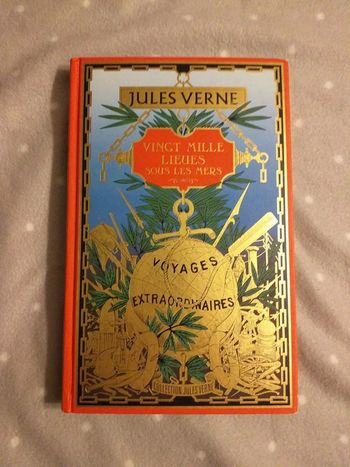 JULES VERNE
VINGT MILLE
LIEUES
SOUS LES MERS
VOYAGES
EXTRAORDINAIRES
COLLECTION JULES VERNE